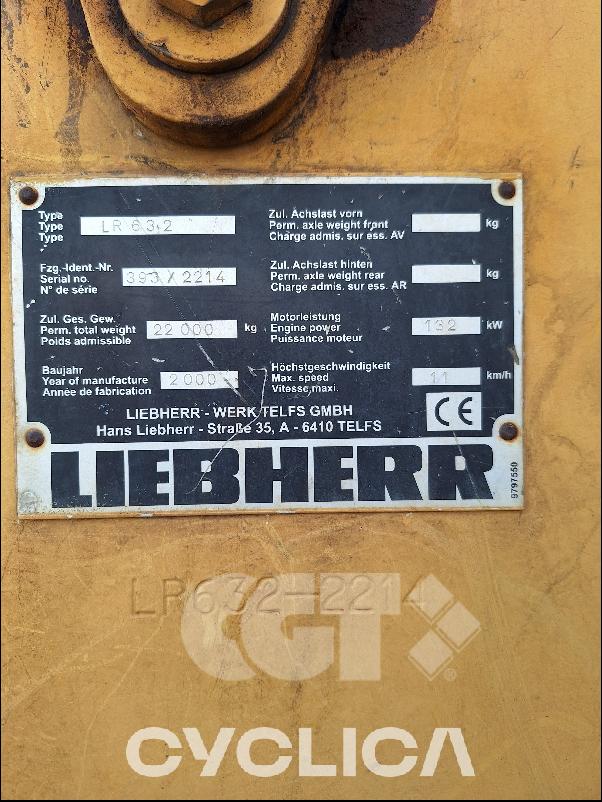 Type
Type
Type
LR 632
Fzg.-Ident.-Nr.
Serial no.
N° de série
393 / 2214
Zul. Ges. Gew.
Perm. total weight
Poids admissible
22 000 kg
Baujahr
Year of manufacture
Année de fabrication
2000
Zul. Achslast vorn
Perm. axle weight front
Charge admis. sur ess. AV
kg
Zul. Achslast hinten
Perm. axle weight rear
Charge admis. sur ess. AR
kg
Motorleistung
Engine power
Puissance moteur
132 kW
Höchstgeschwindigkeit
Max. speed
Vitesse maxi.
11 km/h
LIEBHERR - WERK TELFS GMBH
Hans Liebherr - Straße 35, A - 6410 TELFS
CE
LIEBHERR
9797550
LR632-2214
CGT ®
CYCLICA